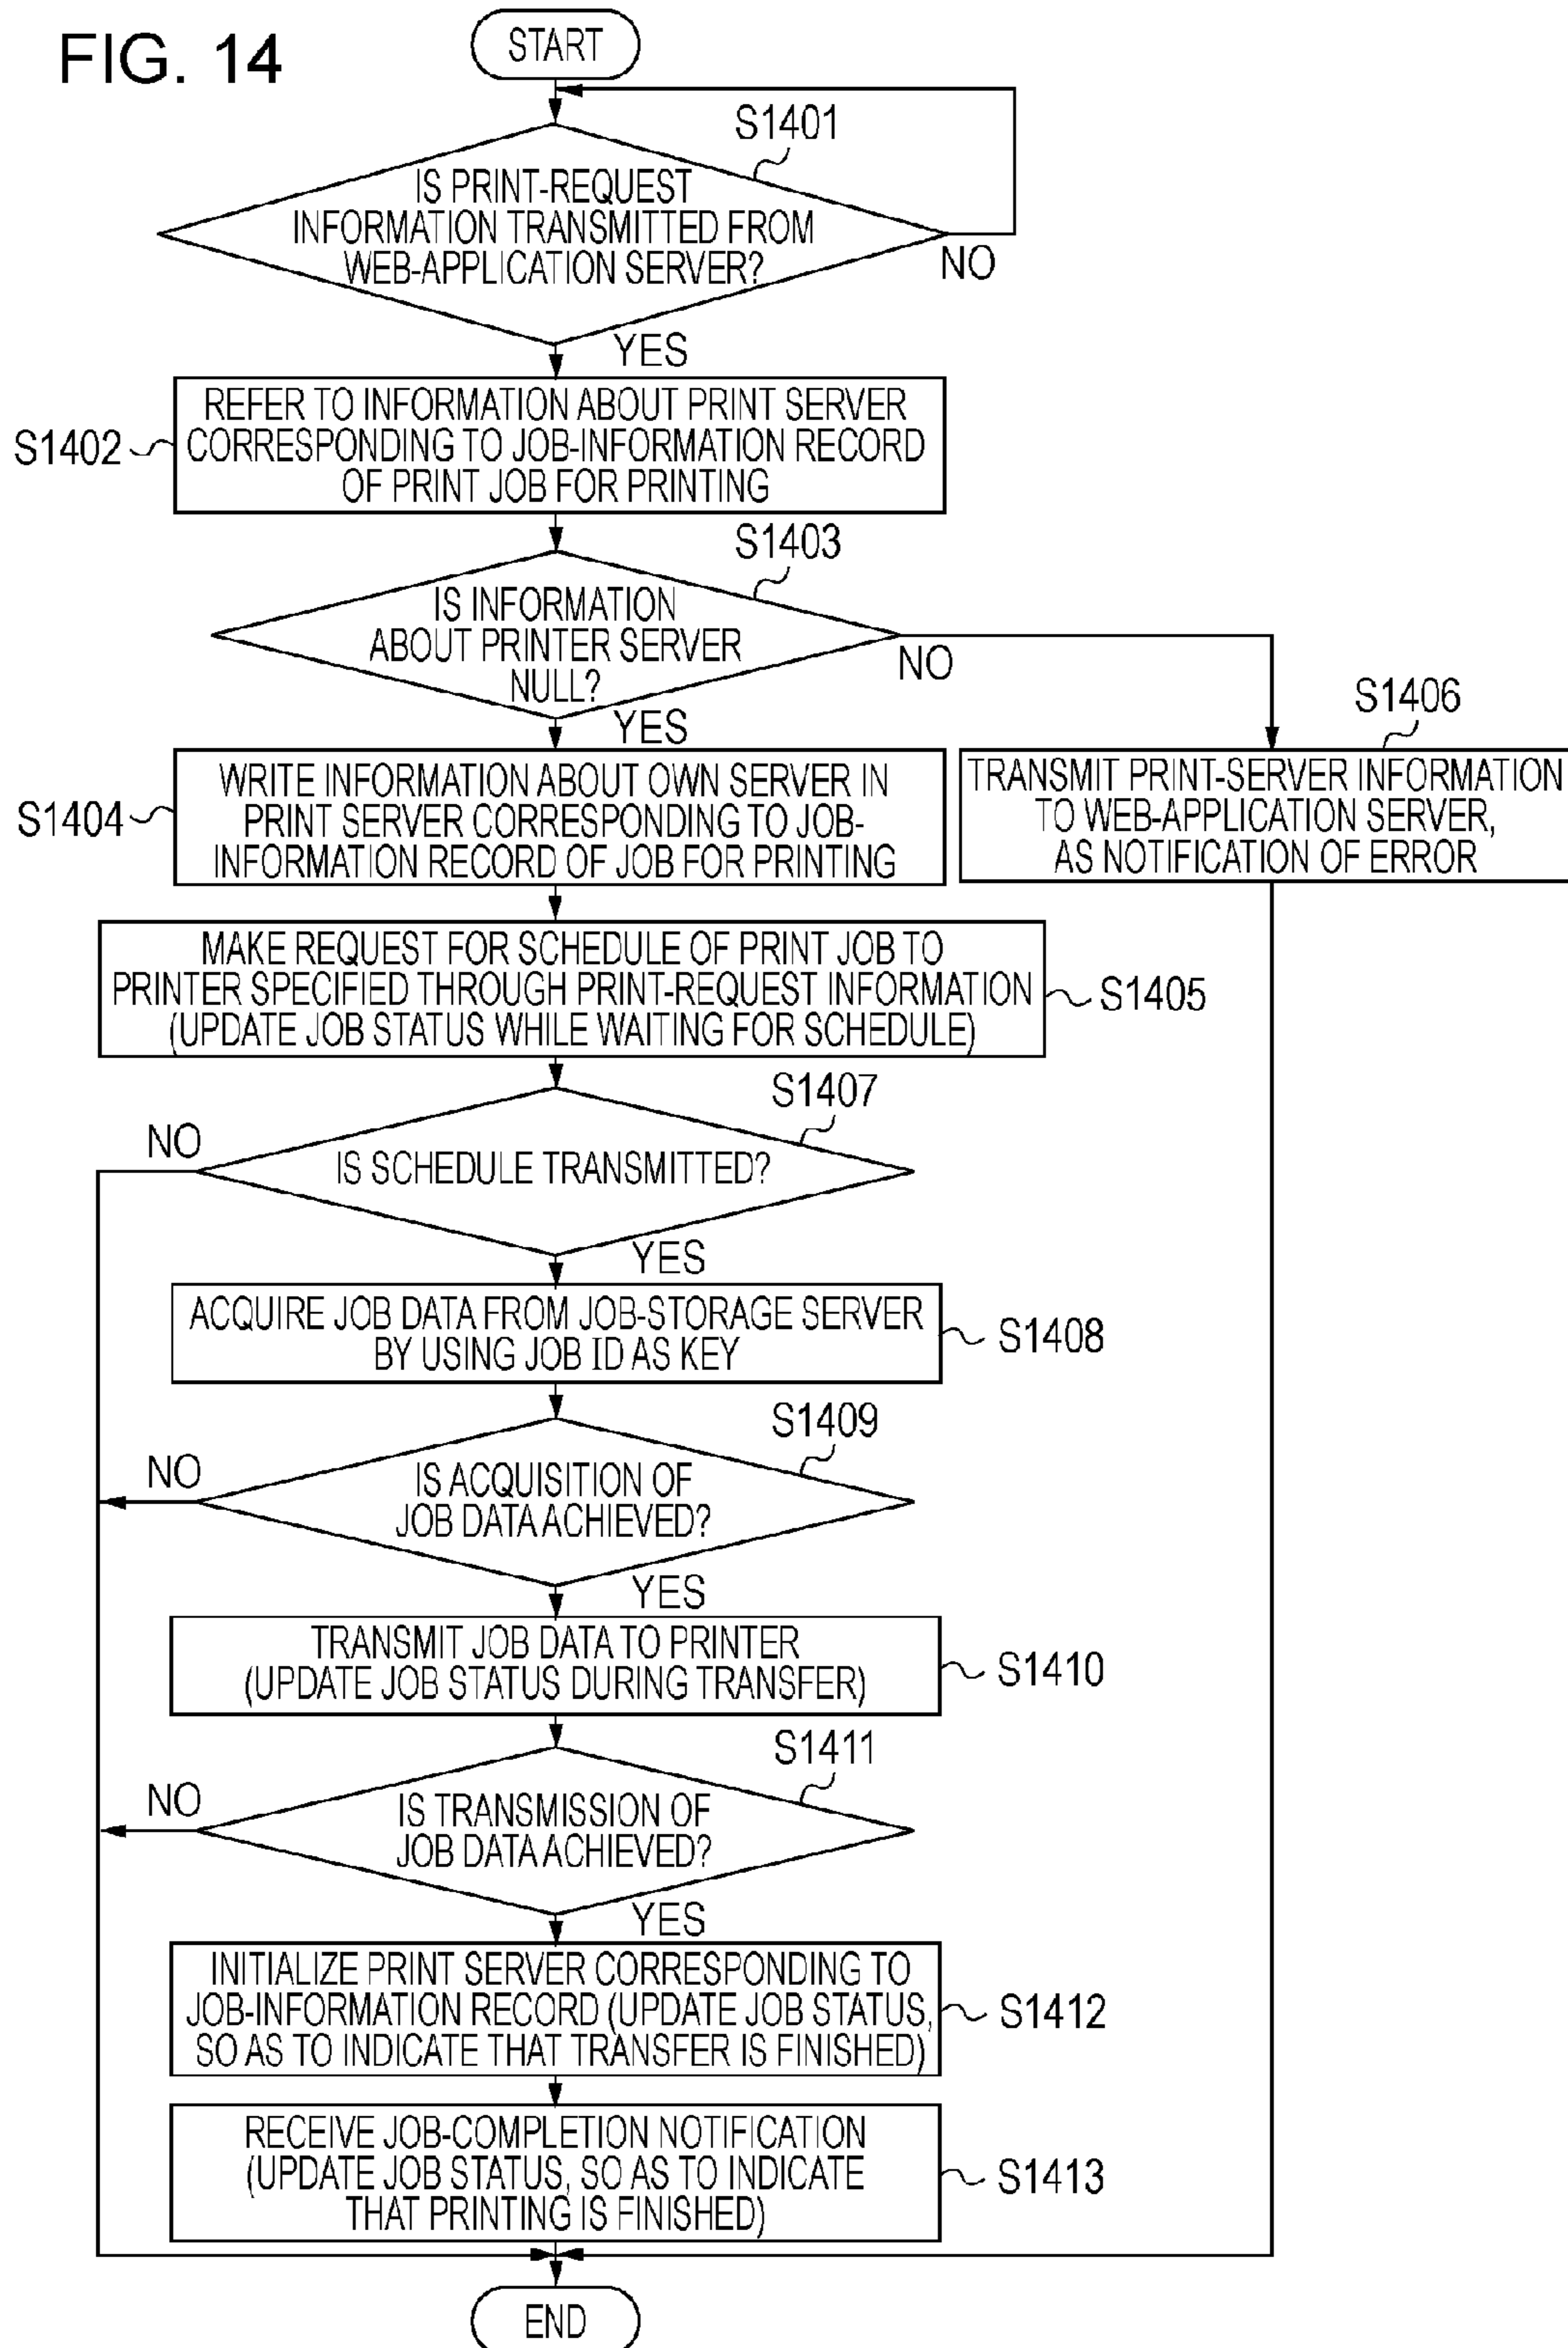 FIG. 14
START
S1401
IS PRINT-REQUEST
INFORMATION TRANSMITTED FROM
WEB-APPLICATION SERVER?
NO
YES
S1402
REFER TO INFORMATION ABOUT PRINT SERVER
CORRESPONDING TO JOB-INFORMATION RECORD
OF PRINT JOB FOR PRINTING
S1403
IS INFORMATION
ABOUT PRINTER SERVER
NULL?
NO
YES
S1404
WRITE INFORMATION ABOUT OWN SERVER IN
PRINT SERVER CORRESPONDING TO JOB-
INFORMATION RECORD OF JOB FOR PRINTING
S1406
TRANSMIT PRINT-SERVER INFORMATION
TO WEB-APPLICATION SERVER,
AS NOTIFICATION OF ERROR
MAKE REQUEST FOR SCHEDULE OF PRINT JOB TO
PRINTER SPECIFIED THROUGH PRINT-REQUEST INFORMATION
(UPDATE JOB STATUS WHILE WAITING FOR SCHEDULE)
S1405
S1407
NO
IS SCHEDULE TRANSMITTED?
YES
ACQUIRE JOB DATA FROM JOB-STORAGE SERVER
BY USING JOB ID AS KEY
S1408
S1409
NO
IS ACQUISITION OF
JOB DATA ACHIEVED?
YES
TRANSMIT JOB DATA TO PRINTER
(UPDATE JOB STATUS DURING TRANSFER)
S1410
S1411
NO
IS TRANSMISSION OF
JOB DATA ACHIEVED?
YES
INITIALIZE PRINT SERVER CORRESPONDING TO
JOB-INFORMATION RECORD (UPDATE JOB STATUS,
SO AS TO INDICATE THAT TRANSFER IS FINISHED)
S1412
RECEIVE JOB-COMPLETION NOTIFICATION
(UPDATE JOB STATUS, SO AS TO INDICATE
THAT PRINTING IS FINISHED)
S1413
END